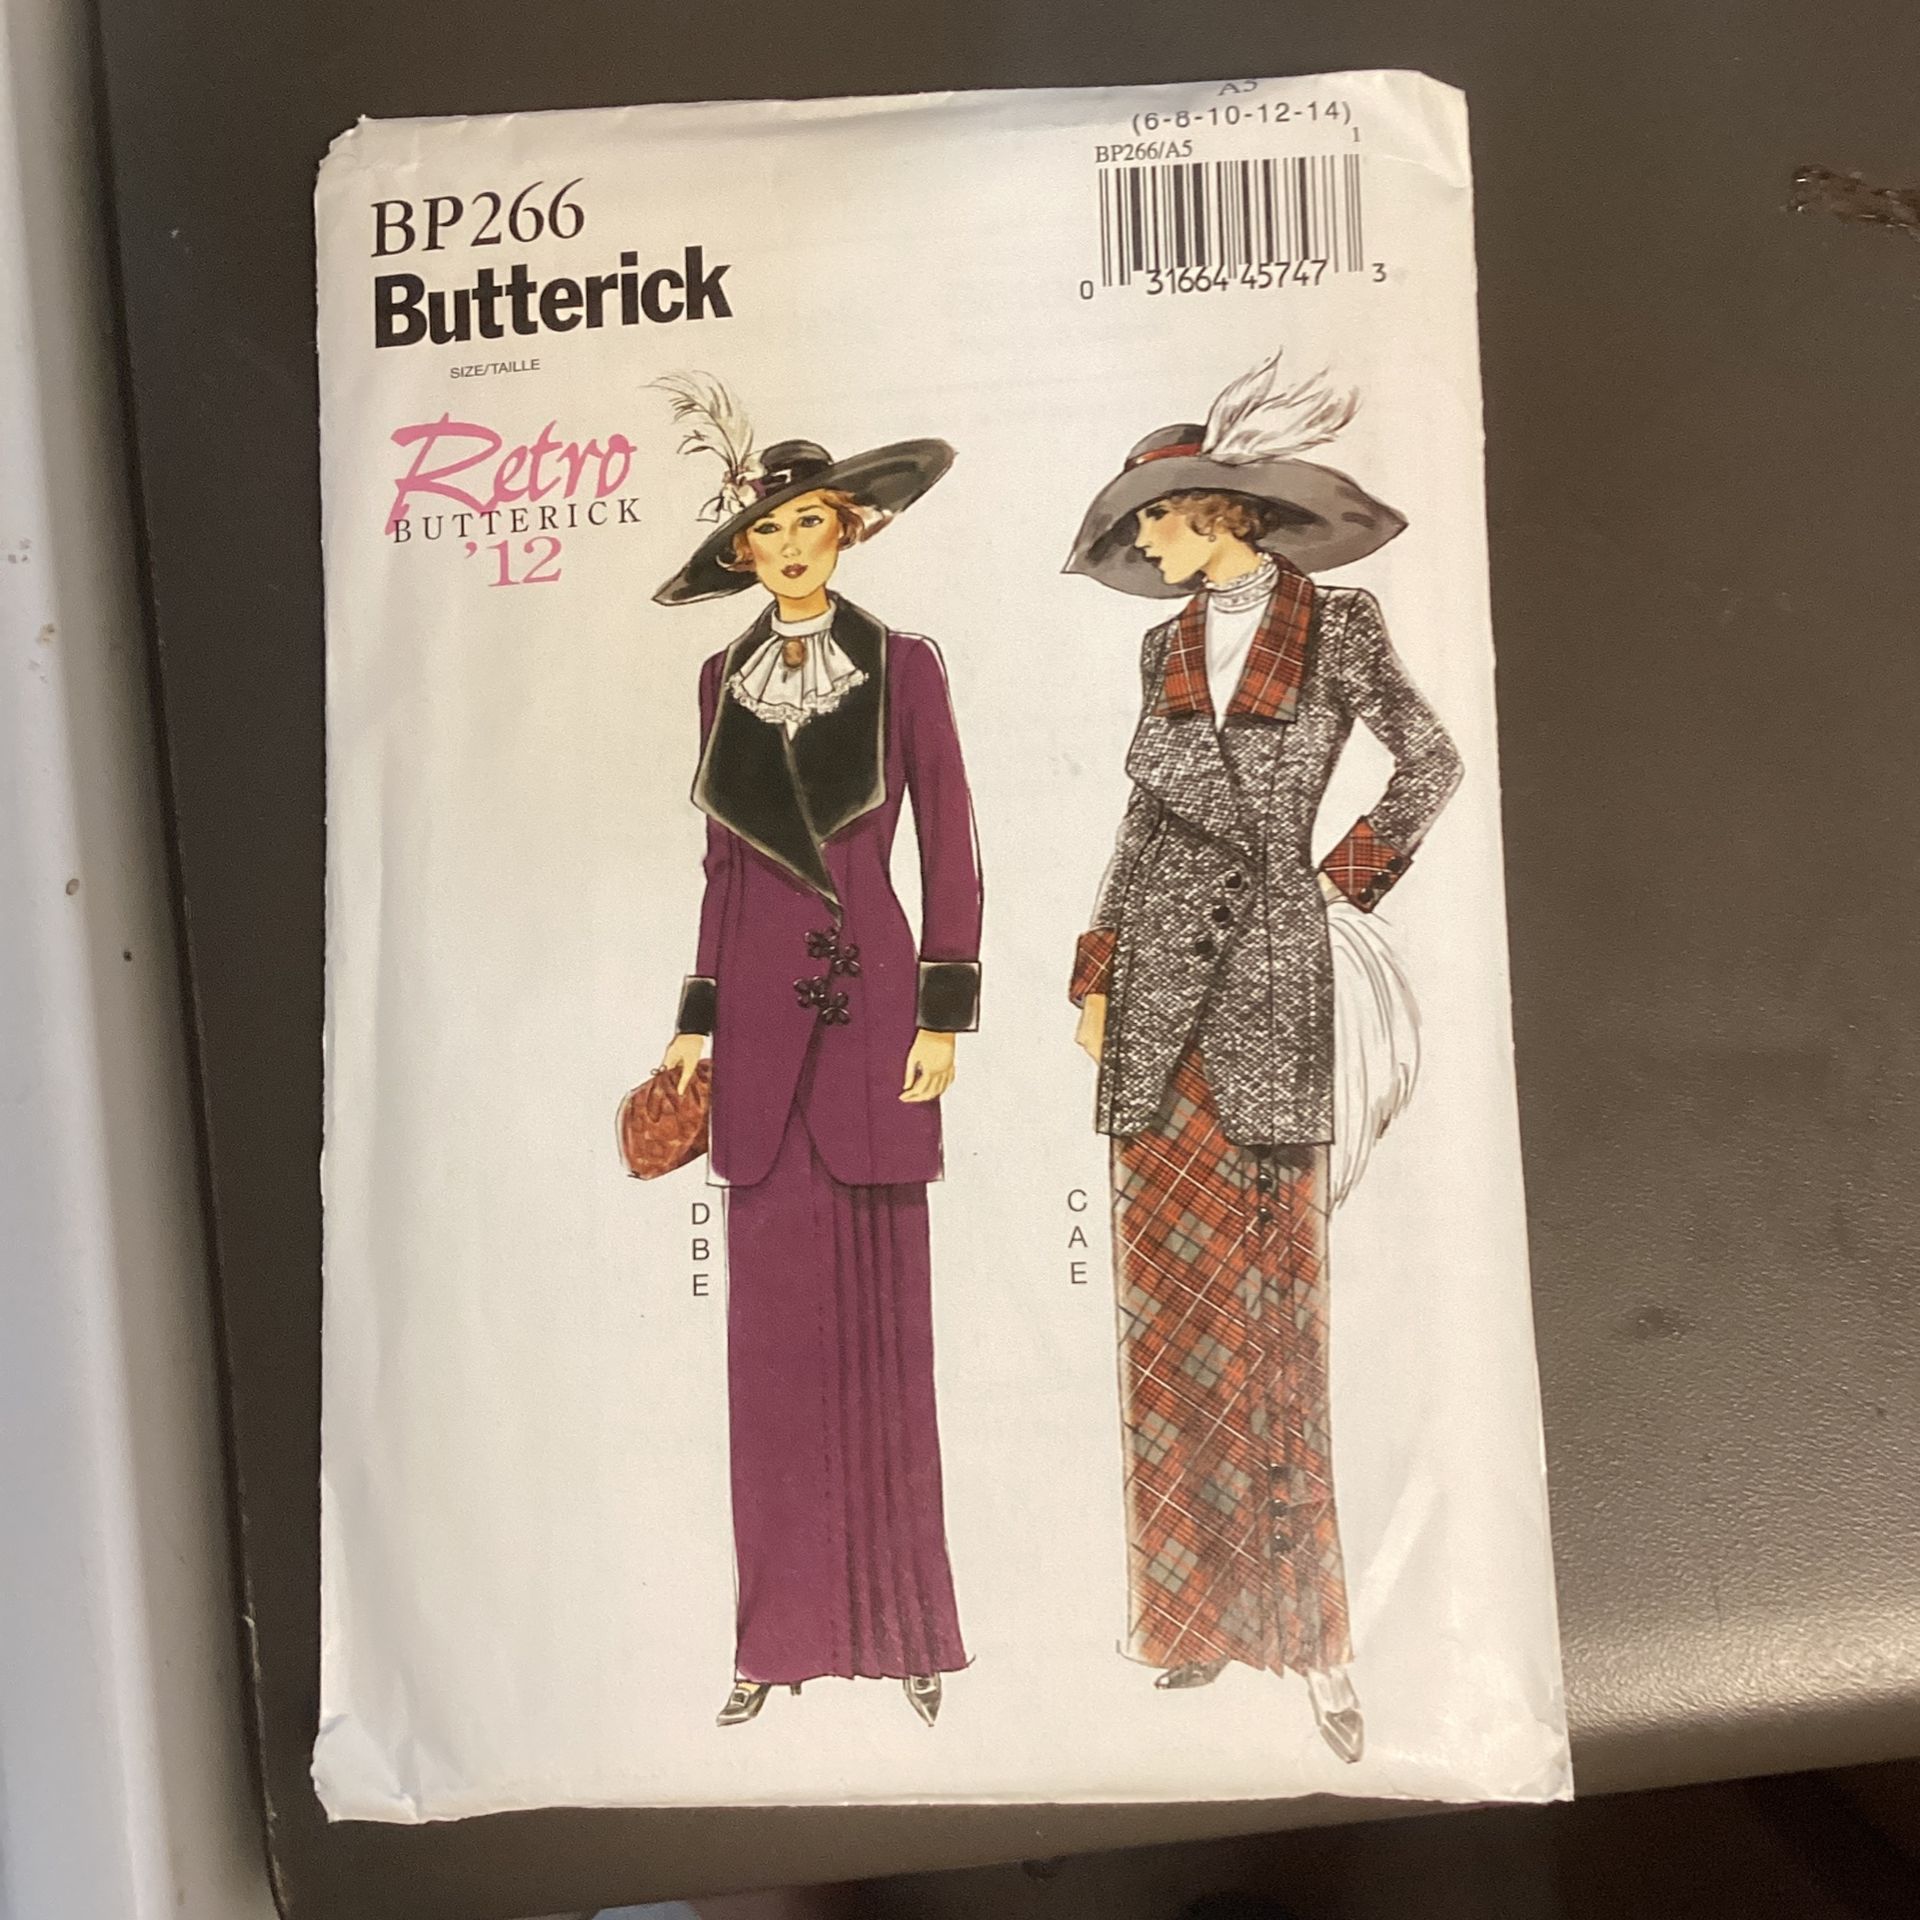 A5
(6-8-10-12-14)
BP266/A5 1
0 31664 45747 3
BP266
Butterick
SIZE/TAILLE
Retro
BUTTERICK
'12
D
B
E
C
A
E